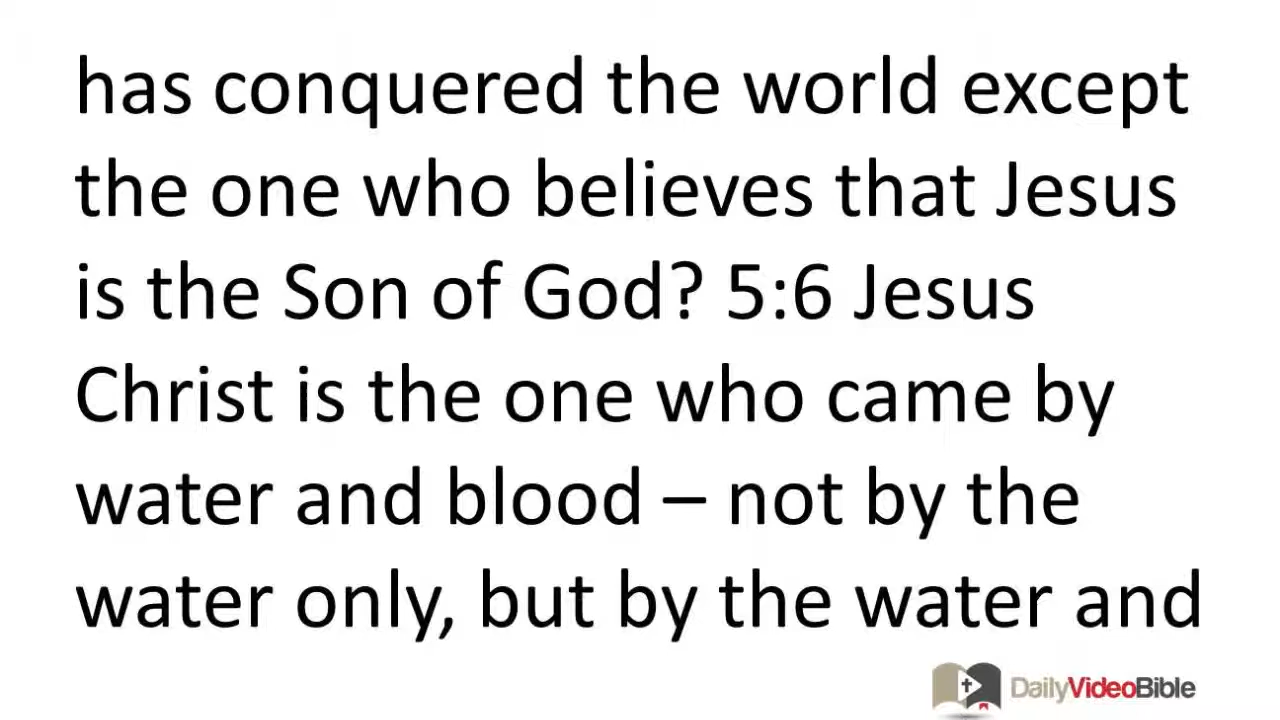 has conquered the world except
the one who believes that Jesus
is the Son of God? 5:6 Jesus
Christ is the one who came by
water and blood – not by the
water only, but by the water and
DailyVideoBible